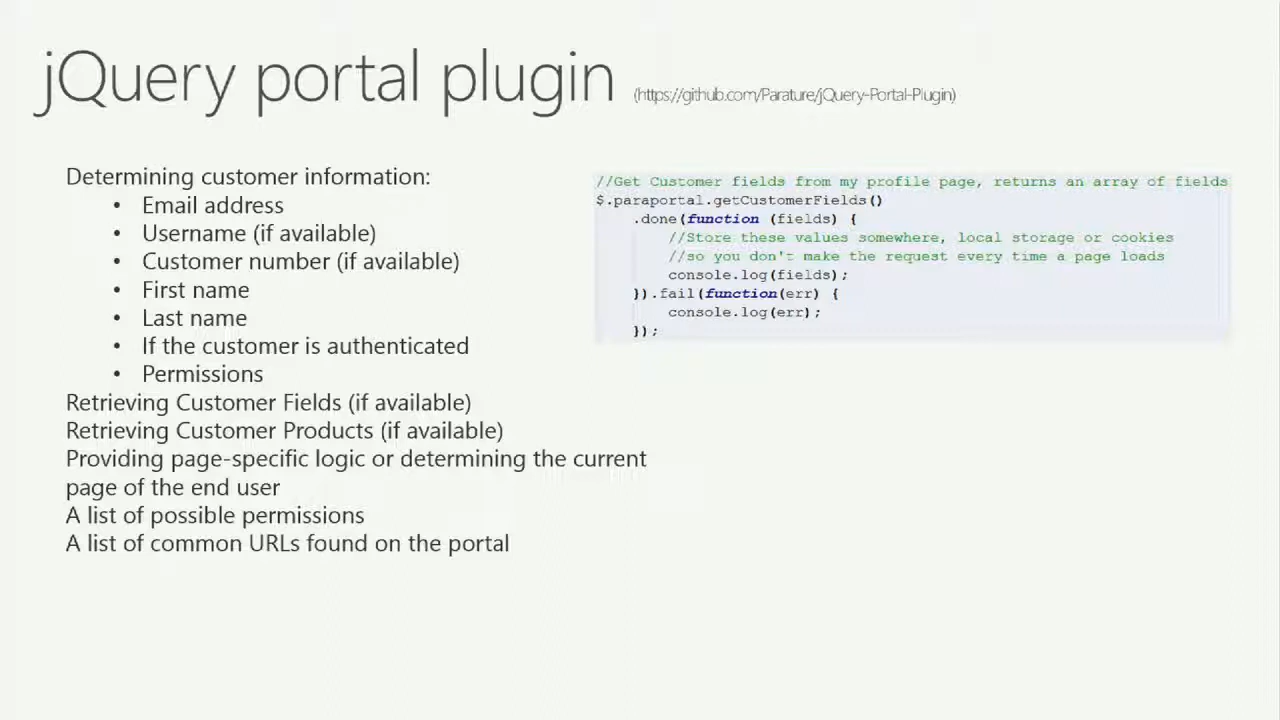 jQuery portal plugin (https://github.com/Parature/jQuery-Portal-Plugin)
Determining customer information:
• Email address
• Username (if available)
• Customer number (if available)
• First name
• Last name
• If the customer is authenticated
• Permissions
Retrieving Customer Fields (if available)
Retrieving Customer Products (if available)
Providing page-specific logic or determining the current
page of the end user
A list of possible permissions
A list of common URLs found on the portal
//Get Customer fields from my profile page, returns an array of fields
$.paraportal.getCustomerFields()
    .done(function (fields) {
        //Store these values somewhere, local storage or cookies
        //so you don't make the request every time a page loads
        console.log(fields);
    }).fail(function(err) {
        console.log(err);
    });